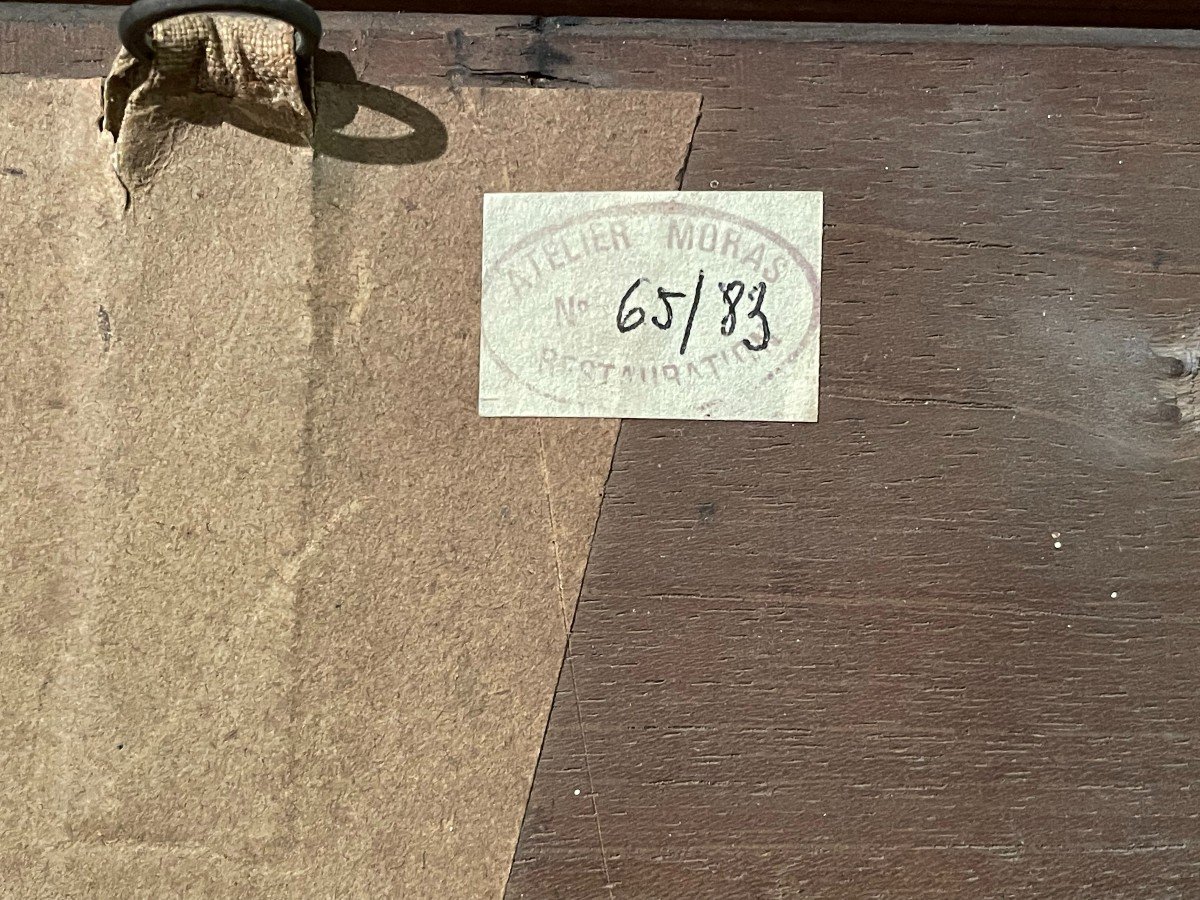 ATELIER MORAS
No 65/83
RESTAURATION